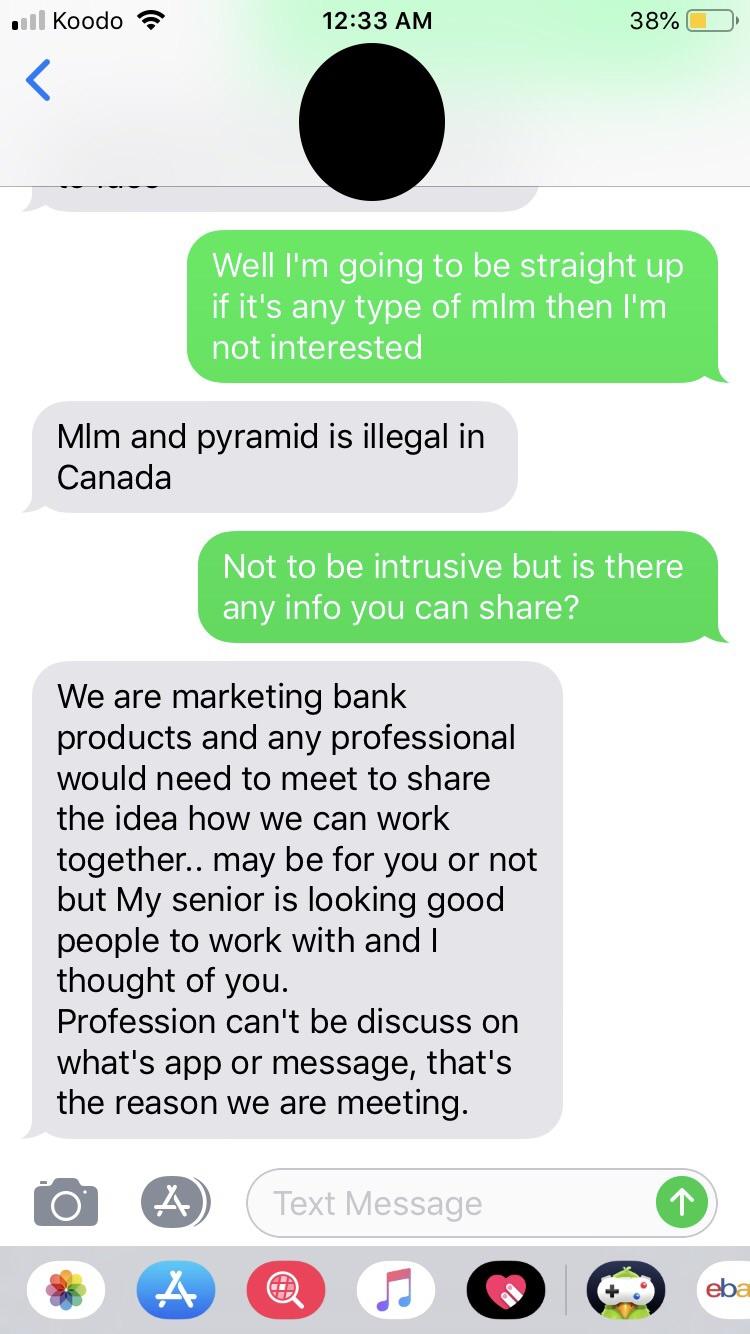 Koodo 12:33 AM 38%
Well I'm going to be straight up
if it's any type of mlm then I'm
not interested
Mlm and pyramid is illegal in
Canada
Not to be intrusive but is there
any info you can share?
We are marketing bank
products and any professional
would need to meet to share
the idea how we can work
together.. may be for you or not
but My senior is looking good
people to work with and I
thought of you.
Profession can't be discuss on
what's app or message, that's
the reason we are meeting.
Text Message
eba